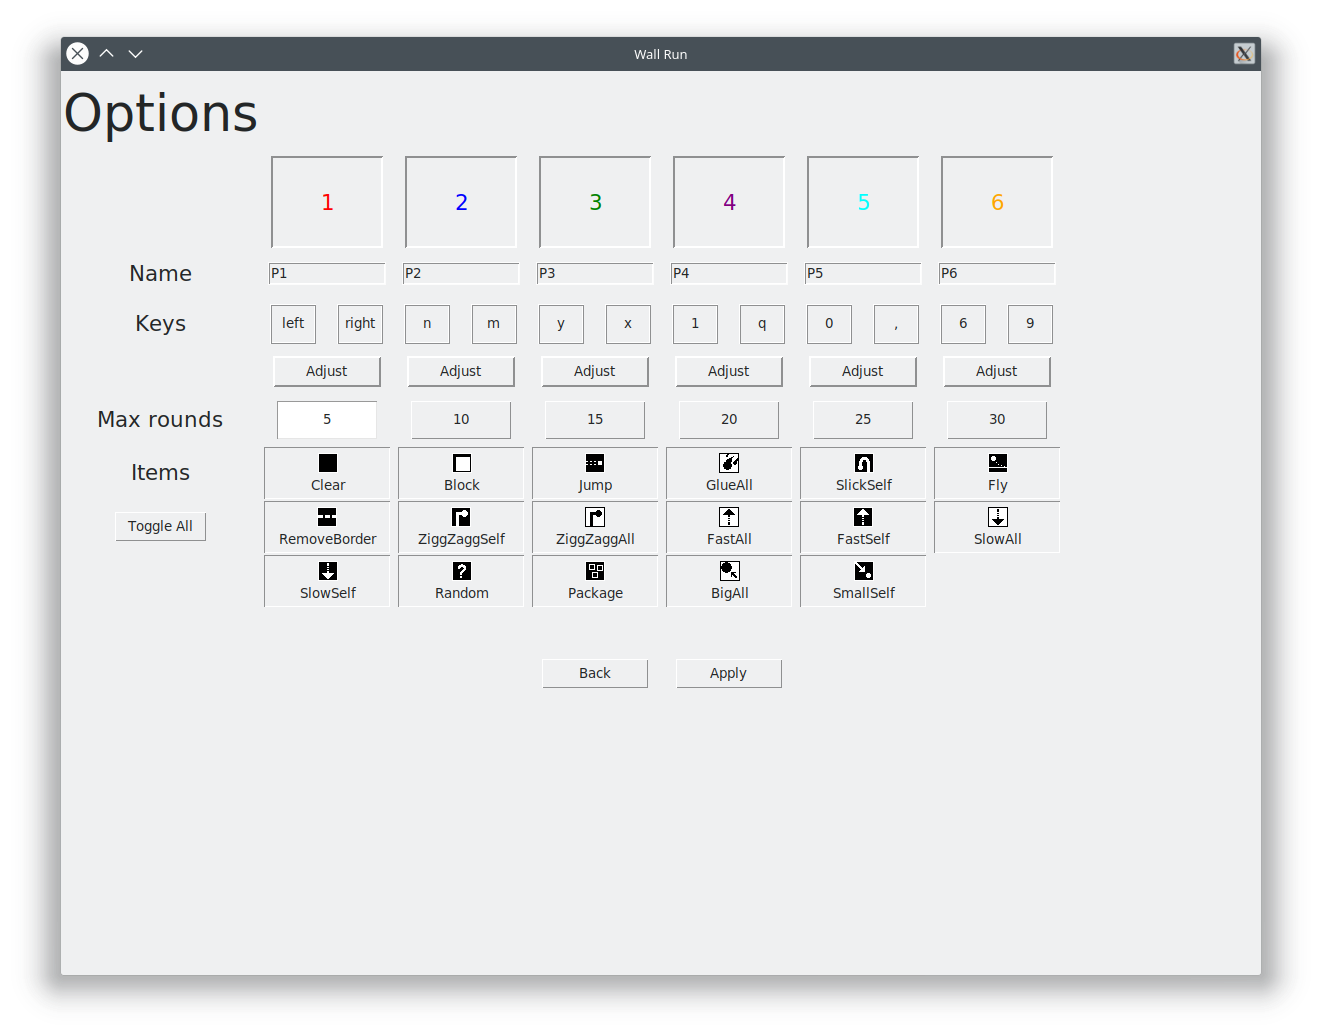 Wall Run
Options
1 2 3 4 5 6
Name P1 P2 P3 P4 P5 P6
Keys left right n m y x 1 q 0 , 6 9
Adjust Adjust Adjust Adjust Adjust Adjust
Max rounds 5 10 15 20 25 30
Items Clear Block Jump GlueAll SlickSelf Fly
Toggle All RemoveBorder ZiggZaggSelf ZiggZaggAll FastAll FastSelf SlowAll
?
SlowSelf Random Package BigAll SmallSelf
Back Apply